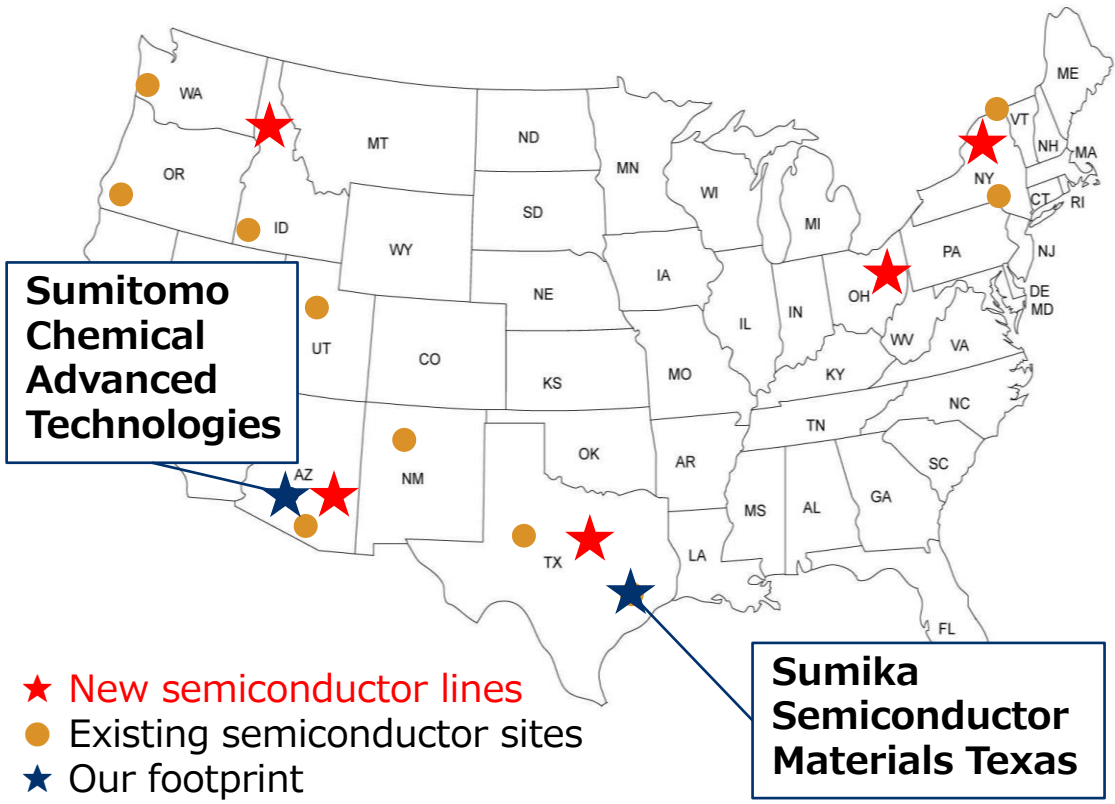 ME
WA
VT
MT
ND
NH
MA
OR
MN
NY
CT
RI
WI
SD
ID
MI
WY
PA
NJ
IA
Sumitomo
Chemical
Advanced
Technologies
NE
OH
DE
MD
IN
IL
UT
WV
VA
CO
KY
MO
KS
NC
TN
OK
AR
SC
AZ
NM
GA
MS
AL
LA
TX
FL
Sumika
Semiconductor
Materials Texas
New semiconductor lines
Existing semiconductor sites
Our footprint